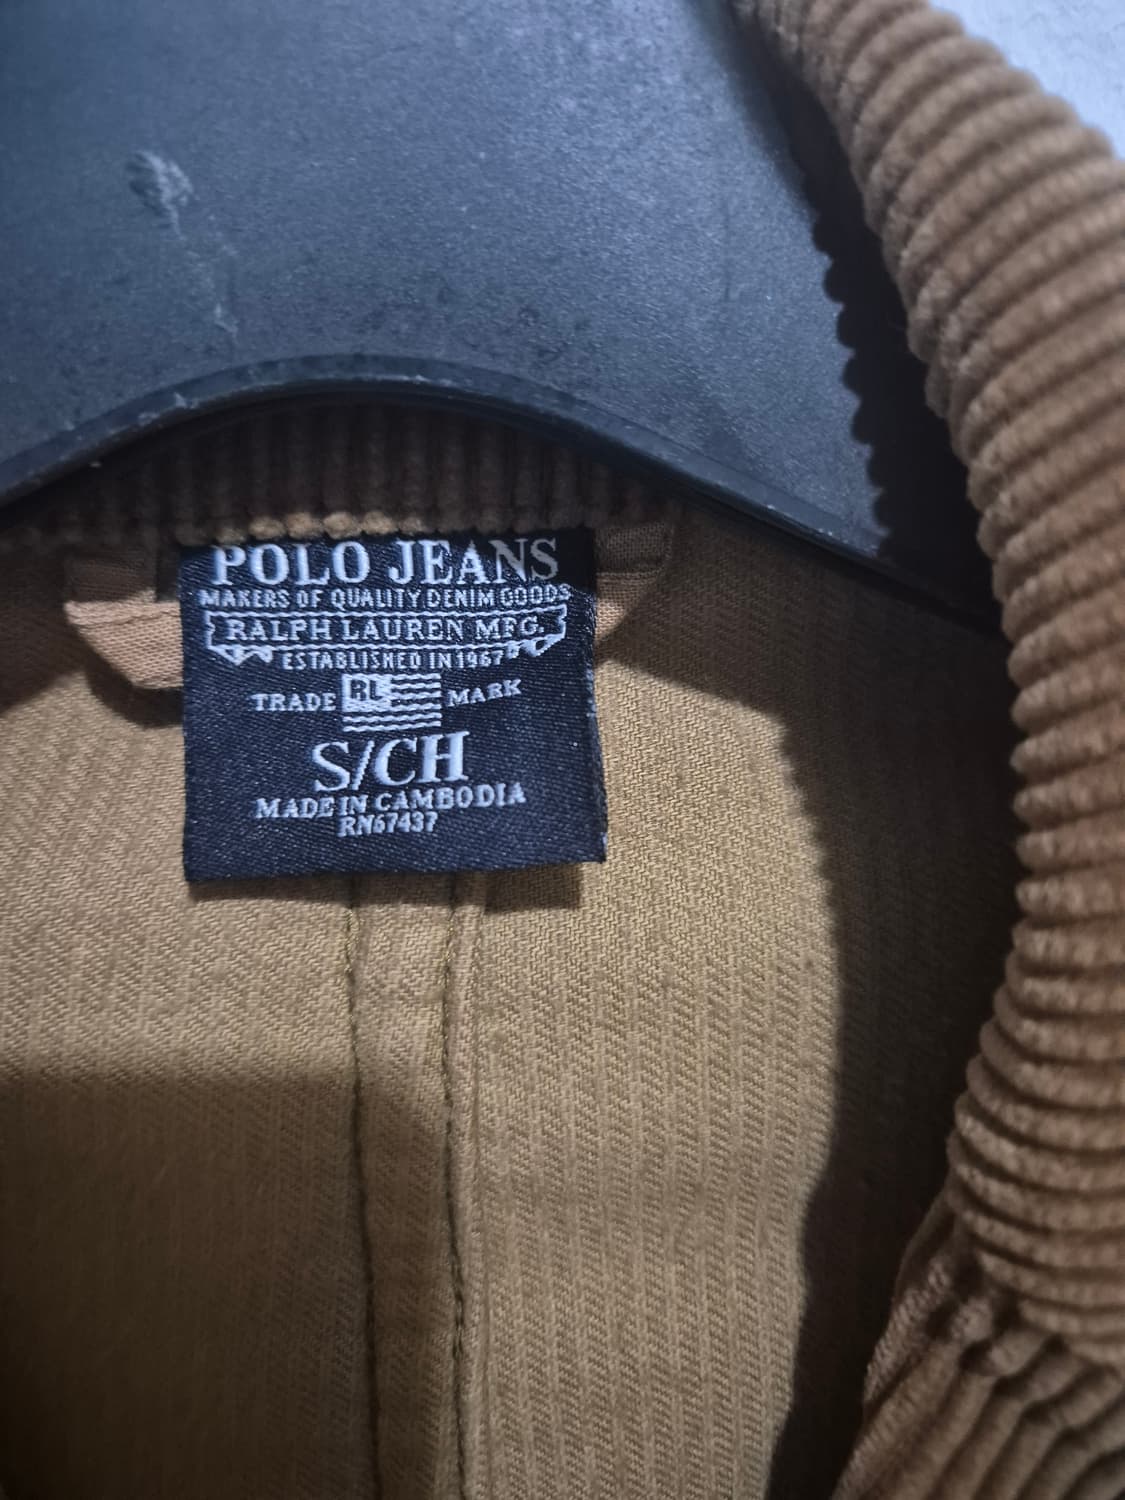 POLO JEANS
MAKERS OF QUALITY DENIM GOODS
RALPH LAUREN MFG.
ESTABLISHED IN 1967
TRADE RL MARK
S/CH
MADE IN CAMBODIA
RN67437